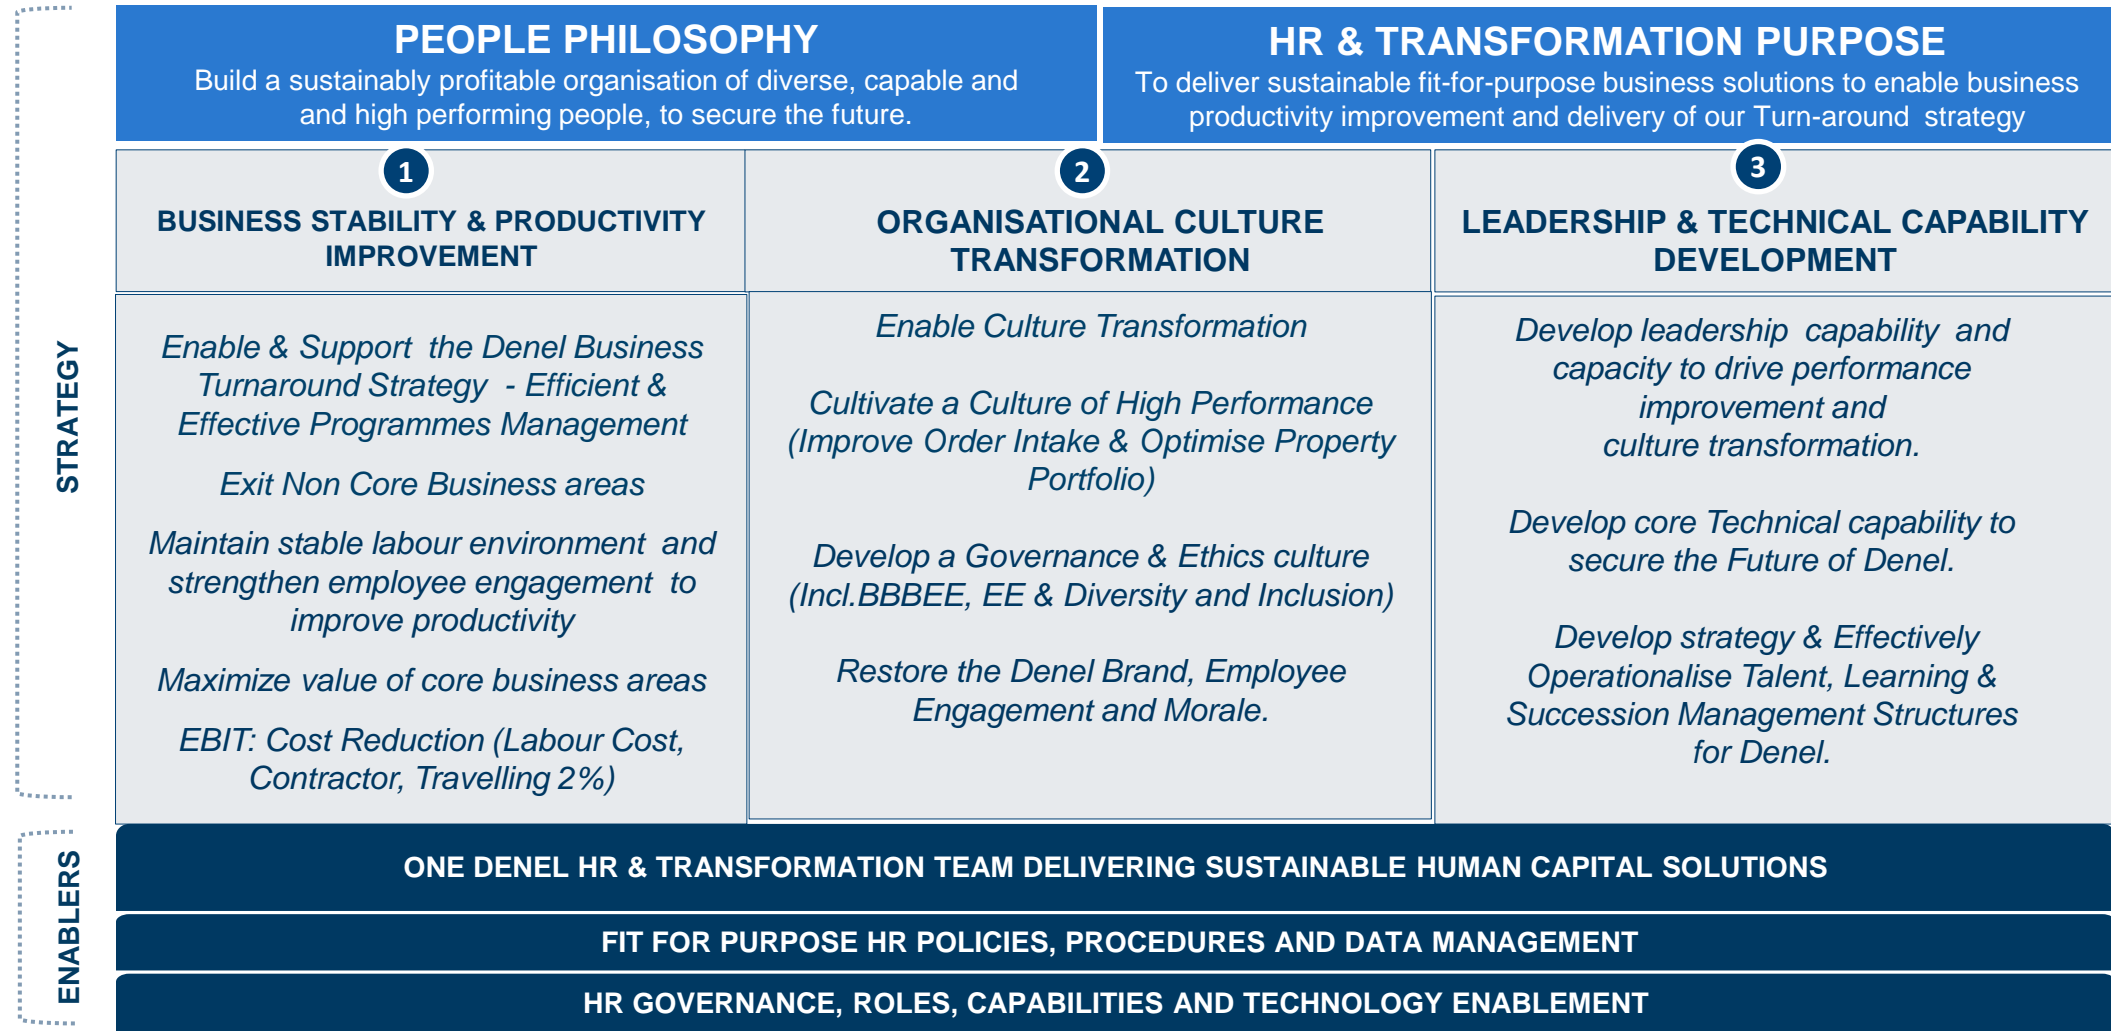 PEOPLE PHILOSOPHY
Build a sustainably profitable organisation of diverse, capable and
and high performing people, to secure the future.
HR & TRANSFORMATION PURPOSE
To deliver sustainable fit-for-purpose business solutions to enable business
productivity improvement and delivery of our Turn-around strategy
STRATEGY
1
BUSINESS STABILITY & PRODUCTIVITY
IMPROVEMENT
Enable & Support the Denel Business
Turnaround Strategy - Efficient &
Effective Programmes Management
Exit Non Core Business areas
Maintain stable labour environment and
strengthen employee engagement to
improve productivity
Maximize value of core business areas
EBIT: Cost Reduction (Labour Cost,
Contractor, Travelling 2%)
2
ORGANISATIONAL CULTURE
TRANSFORMATION
Enable Culture Transformation
Cultivate a Culture of High Performance
(Improve Order Intake & Optimise Property
Portfolio)
Develop a Governance & Ethics culture
(Incl.BBBEE, EE & Diversity and Inclusion)
Restore the Denel Brand, Employee
Engagement and Morale.
3
LEADERSHIP & TECHNICAL CAPABILITY
DEVELOPMENT
Develop leadership capability and
capacity to drive performance
improvement and
culture transformation.
Develop core Technical capability to
secure the Future of Denel.
Develop strategy & Effectively
Operationalise Talent, Learning &
Succession Management Structures
for Denel.
ENABLERS
ONE DENEL HR & TRANSFORMATION TEAM DELIVERING SUSTAINABLE HUMAN CAPITAL SOLUTIONS
FIT FOR PURPOSE HR POLICIES, PROCEDURES AND DATA MANAGEMENT
HR GOVERNANCE, ROLES, CAPABILITIES AND TECHNOLOGY ENABLEMENT